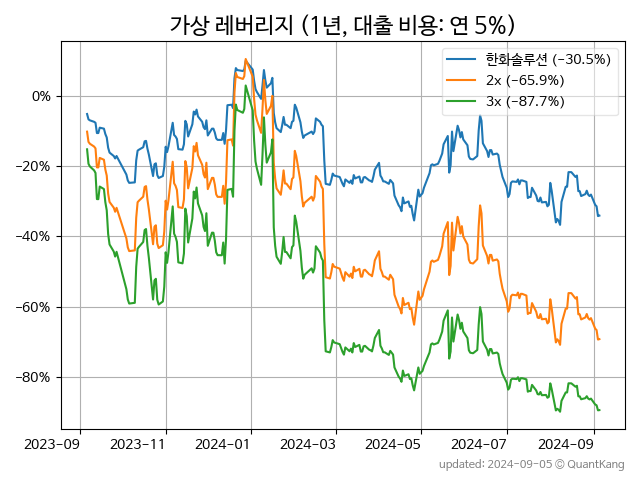 가상 레버리지 (1년, 대출 비용: 연 5%)
한화솔루션 (−30.5%)
2x (−65.9%)
3x (−87.7%)
0%
−20%
−40%
−60%
−80%
2023-09 2023-11 2024-01 2024-03 2024-05 2024-07 2024-09
updated: 2024-09-05 © QuantKang